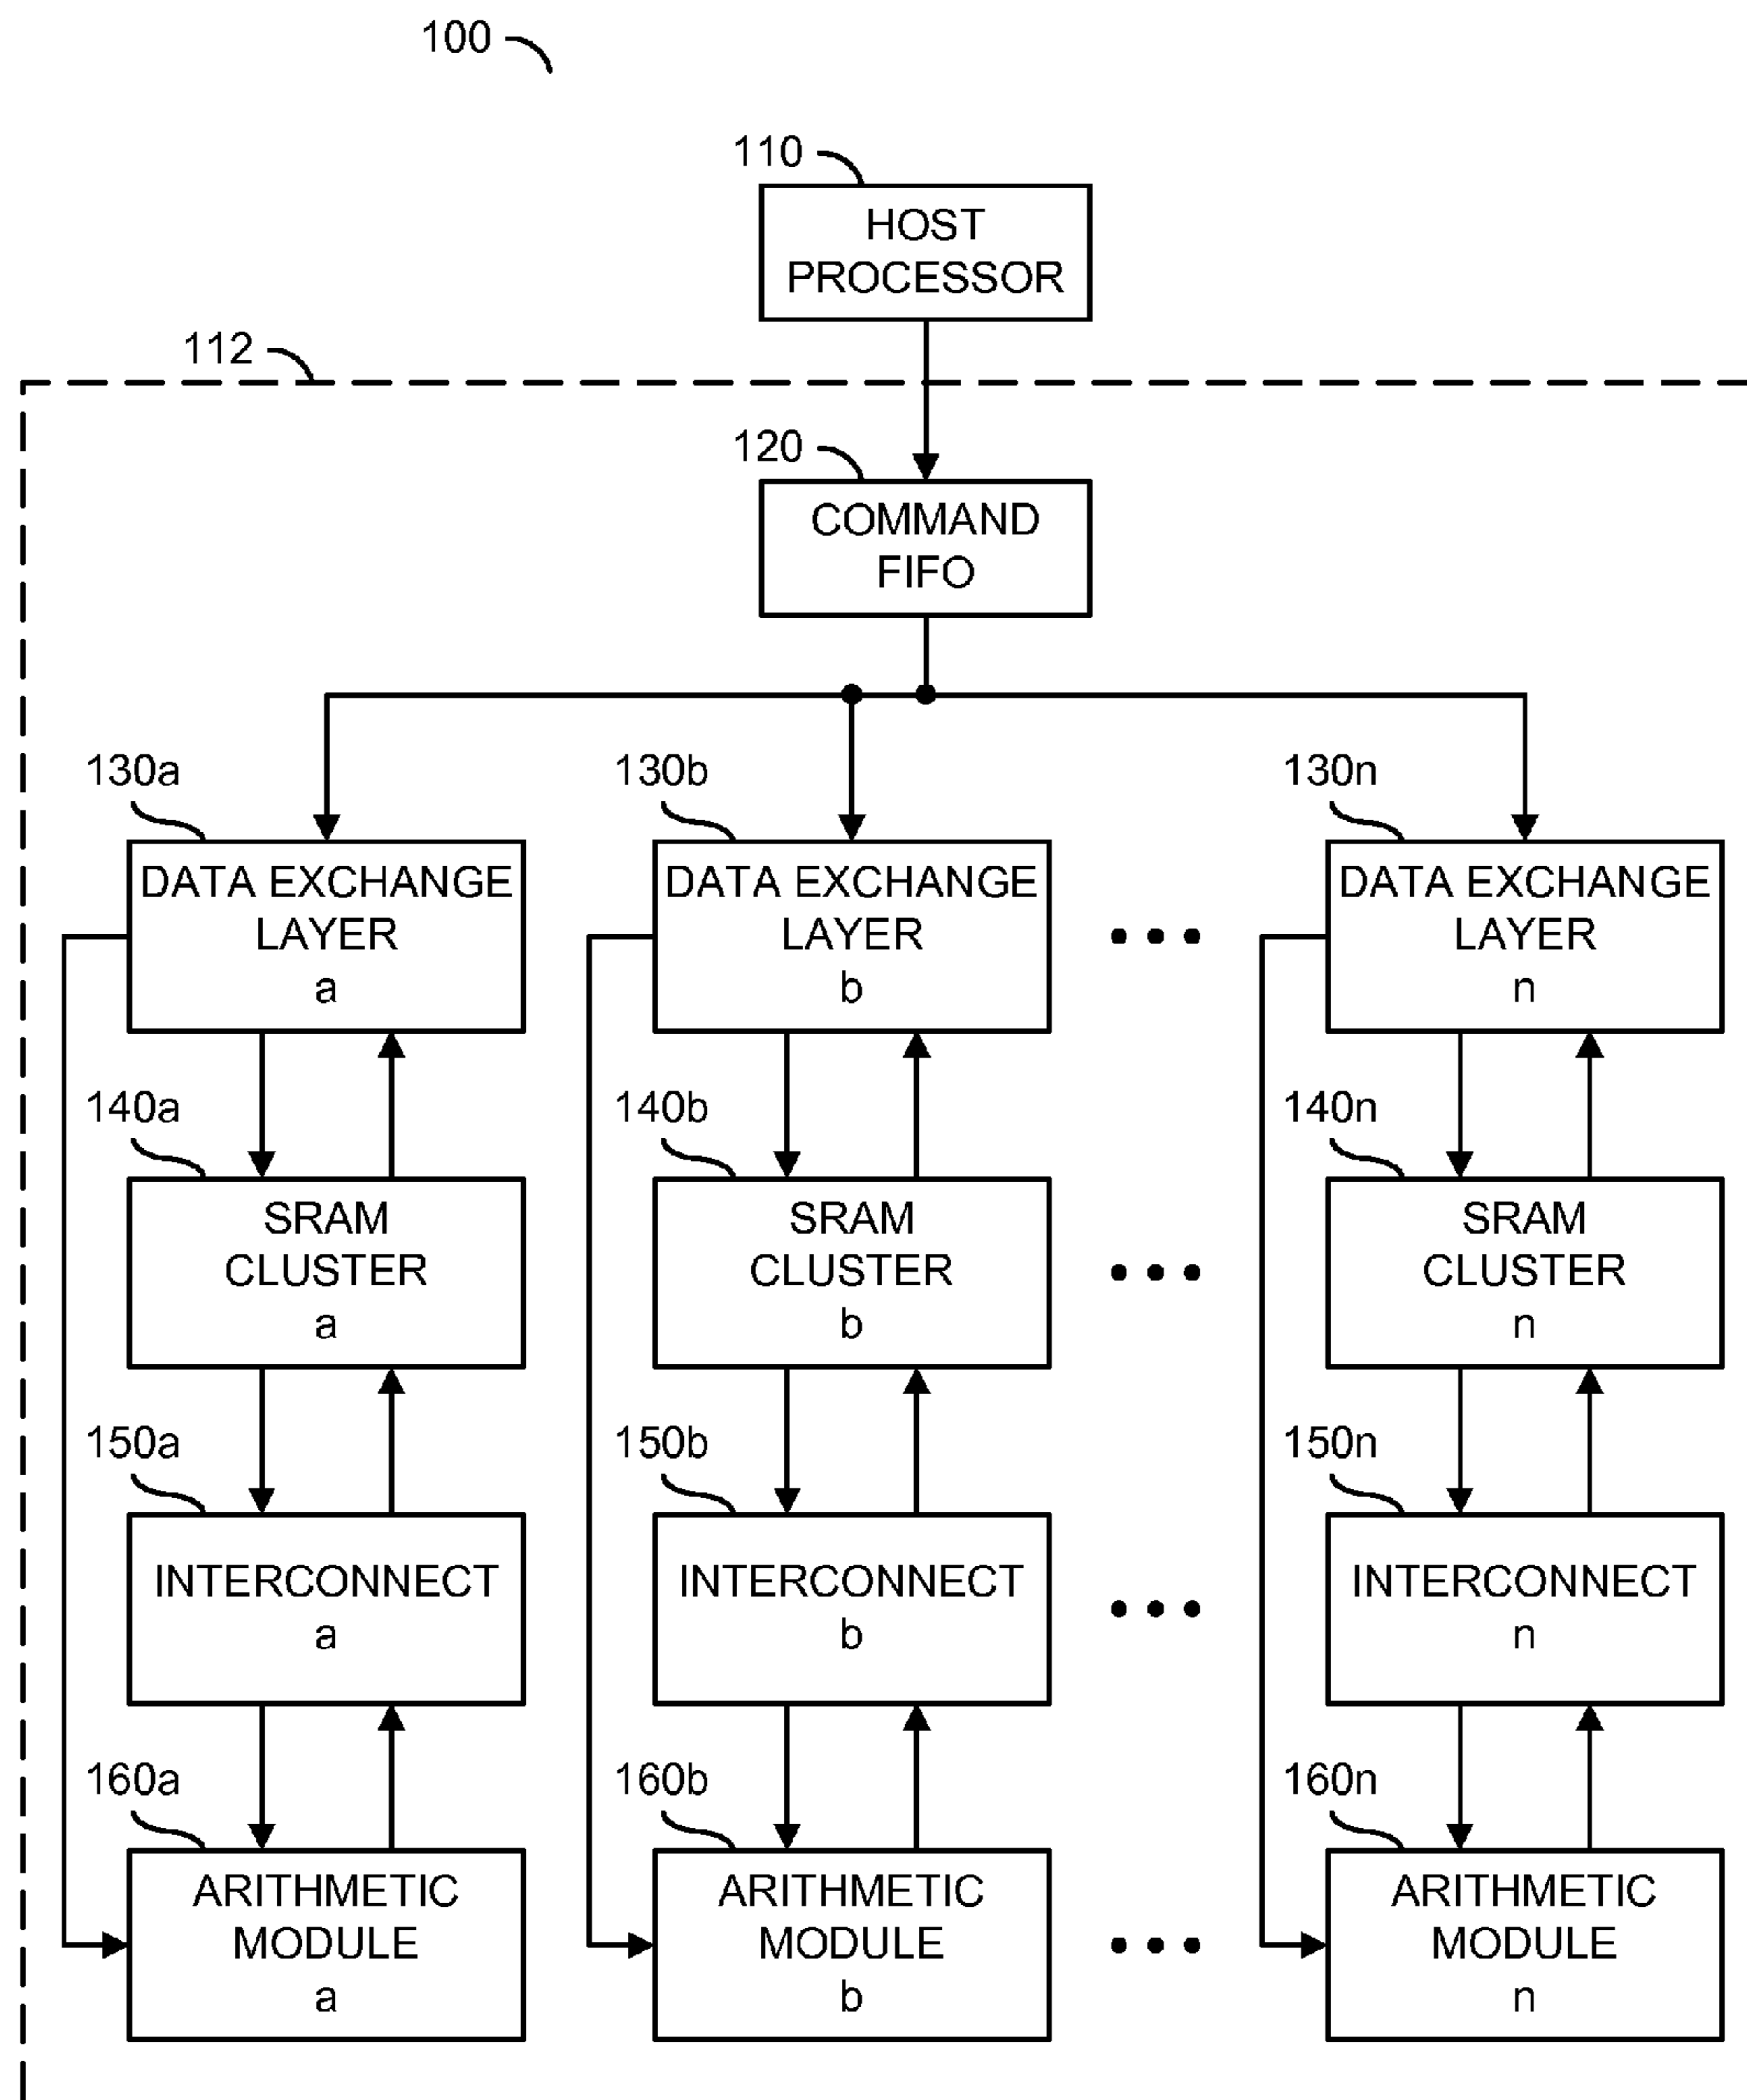 100
110
HOST
PROCESSOR
112
120
COMMAND
FIFO
130a
130b
130n
DATA EXCHANGE
LAYER
a
DATA EXCHANGE
LAYER
b
DATA EXCHANGE
LAYER
n
140a
140b
140n
SRAM
CLUSTER
a
SRAM
CLUSTER
b
SRAM
CLUSTER
n
150a
150b
150n
INTERCONNECT
a
INTERCONNECT
b
INTERCONNECT
n
160a
160b
160n
ARITHMETIC
MODULE
a
ARITHMETIC
MODULE
b
ARITHMETIC
MODULE
n